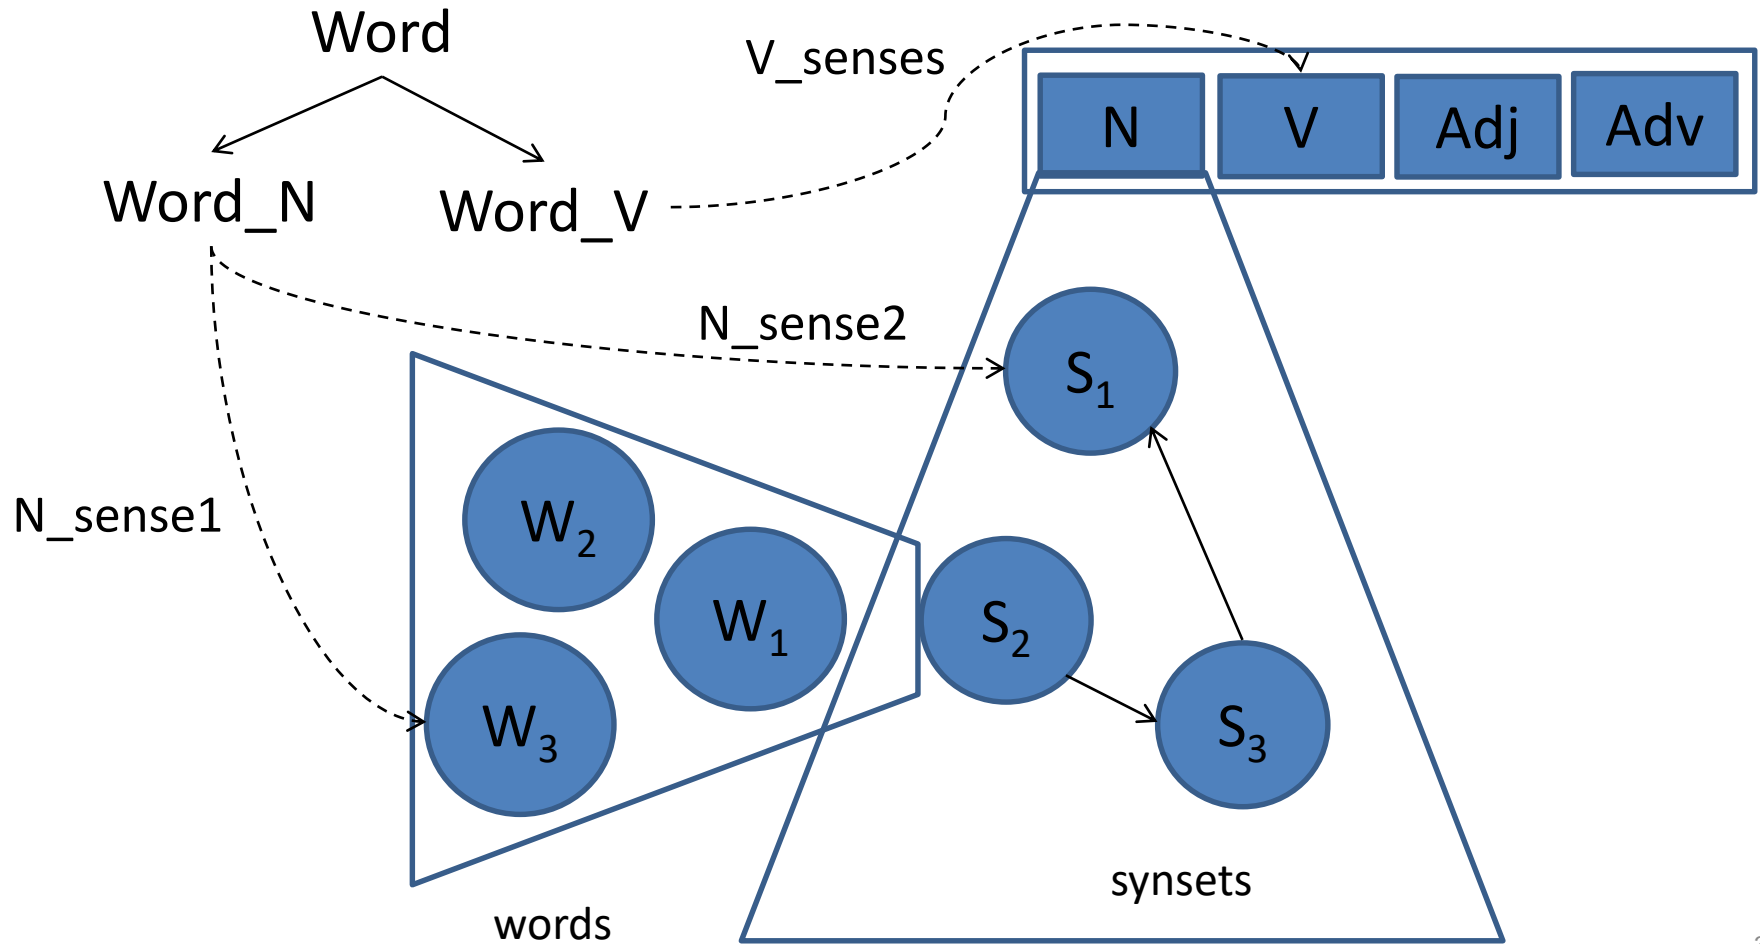 Word
V_senses
N V Adj Adv
Word_N
Word_V
N_sense2
S1
N_sense1
W2
W1
S2
W3
S3
synsets
words